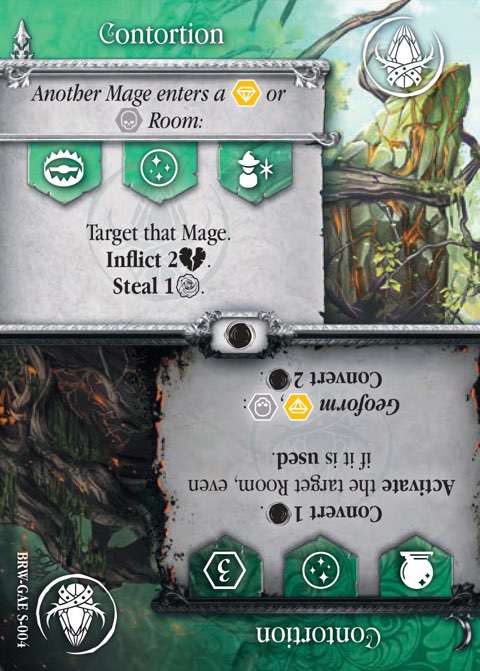 Contortion
Another Mage enters a or
Room:
Target that Mage.
Inflict 2.
Steal 1.
Contortion
3
Convert 1.
Activate the target Room, even
if it is used.
Geoform , :
Convert 2.
BRW-GAE S-004